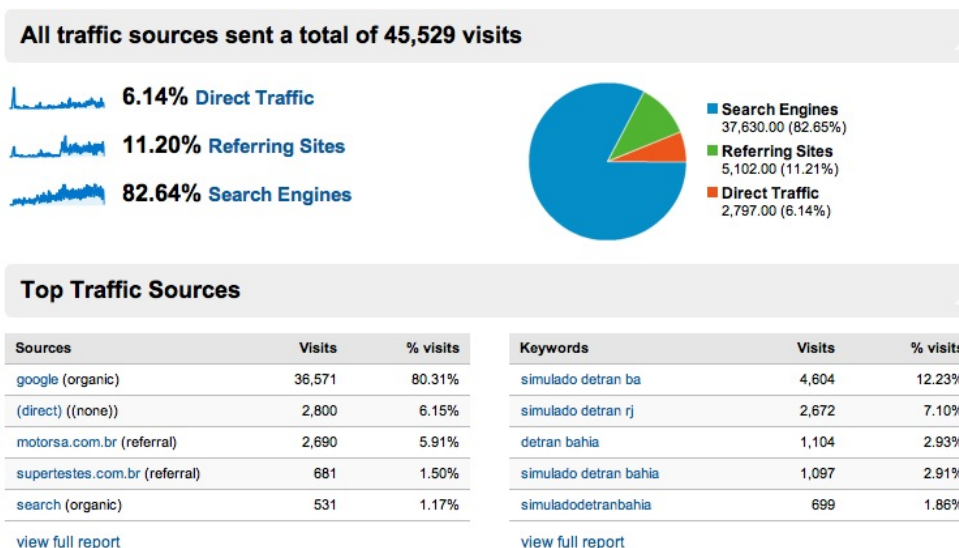 All traffic sources sent a total of 45,529 visits
6.14% Direct Traffic
11.20% Referring Sites
82.64% Search Engines
Search Engines
37,630.00 (82.65%)
Referring Sites
5,102.00 (11.21%)
Direct Traffic
2,797.00 (6.14%)
Top Traffic Sources
Sources Visits % visits
google (organic) 36,571 80.31%
(direct) ((none)) 2,800 6.15%
motorsa.com.br (referral) 2,690 5.91%
supertestes.com.br (referral) 681 1.50%
search (organic) 531 1.17%
view full report
Keywords Visits % visits
simulado detran ba 4,604 12.23%
simulado detran rj 2,672 7.10%
detran bahia 1,104 2.93%
simulado detran bahia 1,097 2.91%
simuladodetranbahia 699 1.86%
view full report